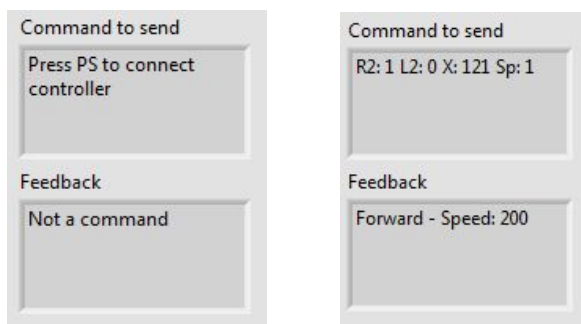 Command to send
Press PS to connect
controller
Feedback
Not a command
Command to send
R2: 1 L2: 0 X: 121 Sp: 1
Feedback
Forward - Speed: 200